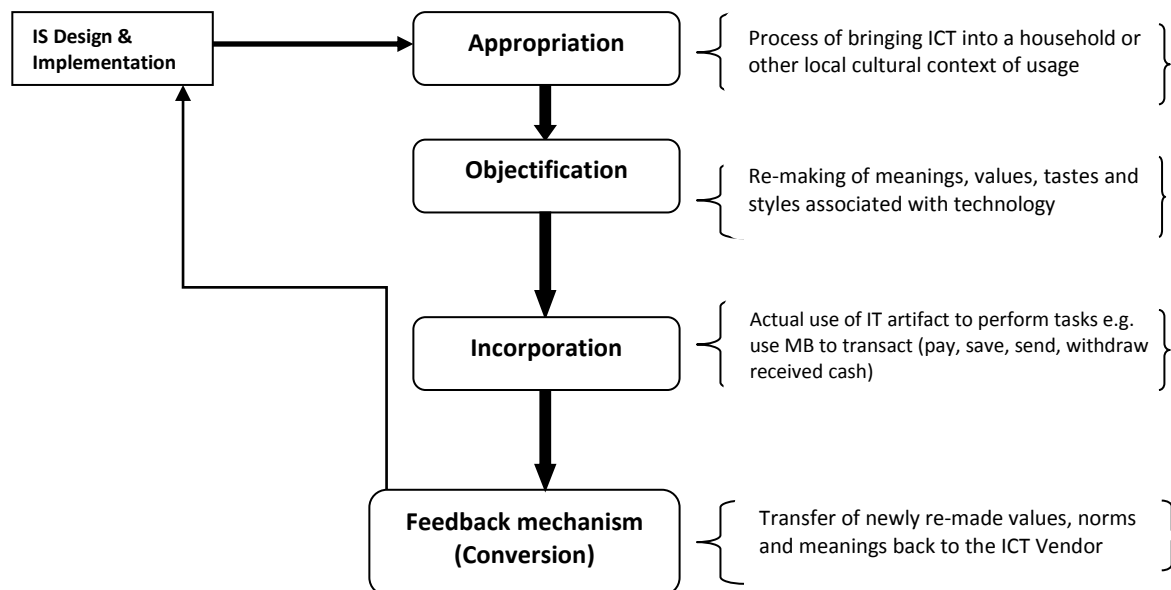 IS Design &
Implementation
Appropriation
Process of bringing ICT into a household or
other local cultural context of usage
Objectification
Re-making of meanings, values, tastes and
styles associated with technology
Incorporation
Actual use of IT artifact to perform tasks e.g.
use MB to transact (pay, save, send, withdraw
received cash)
Feedback mechanism
(Conversion)
Transfer of newly re-made values, norms
and meanings back to the ICT Vendor